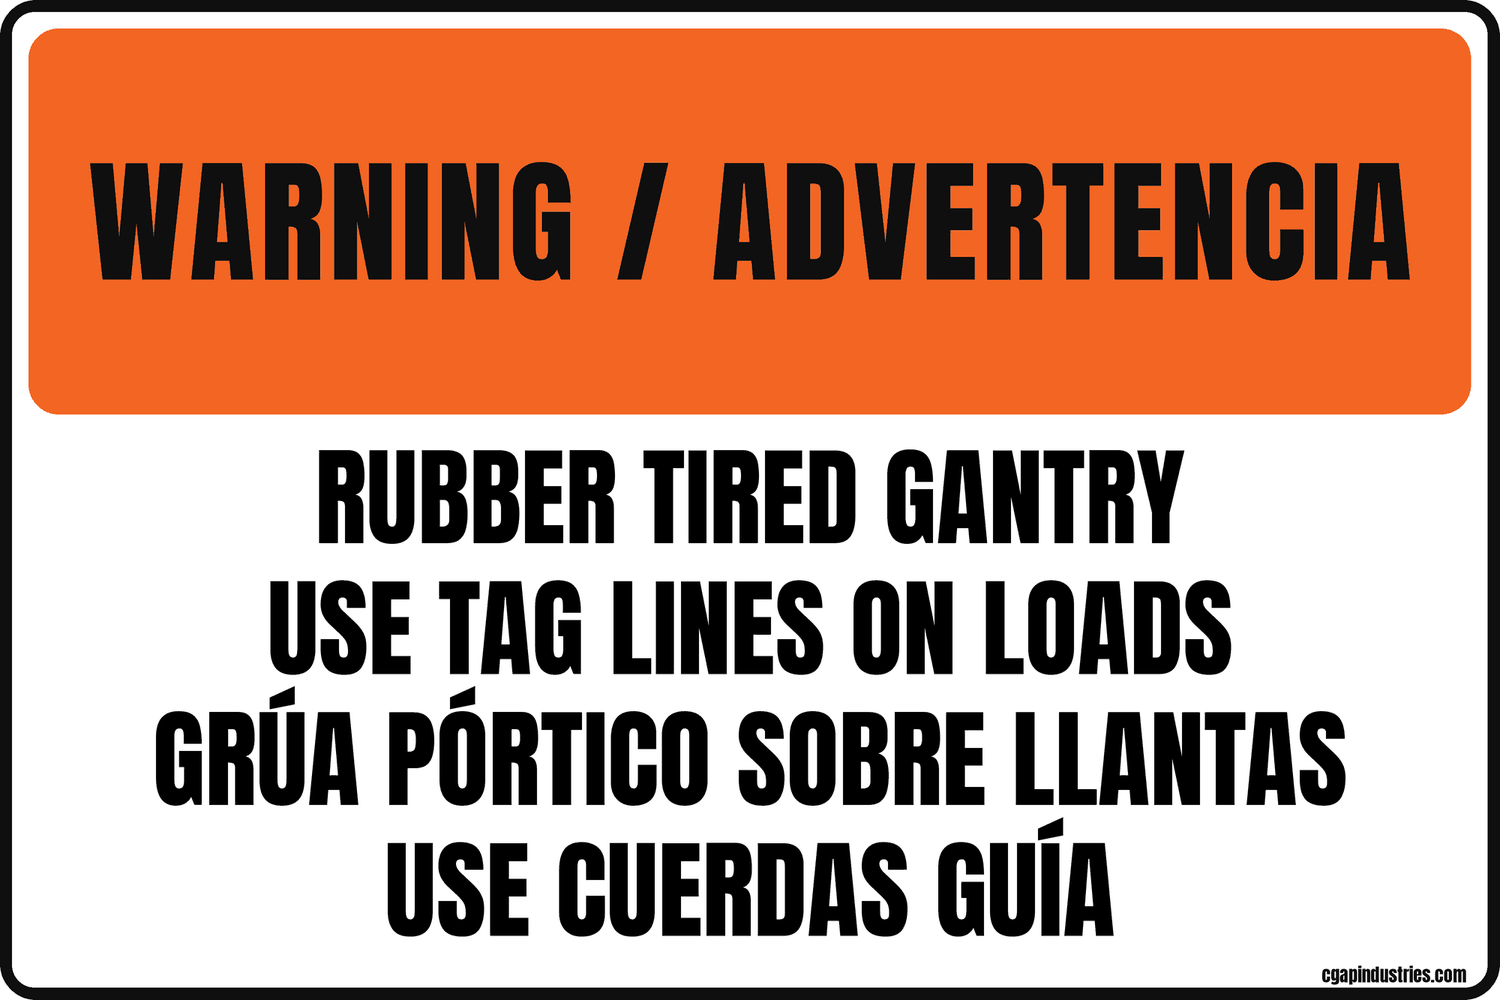 WARNING / ADVERTENCIA
RUBBER TIRED GANTRY
USE TAG LINES ON LOADS
GRÚA PÓRTICO SOBRE LLANTAS
USE CUERDAS GUÍA
cgapindustries.com